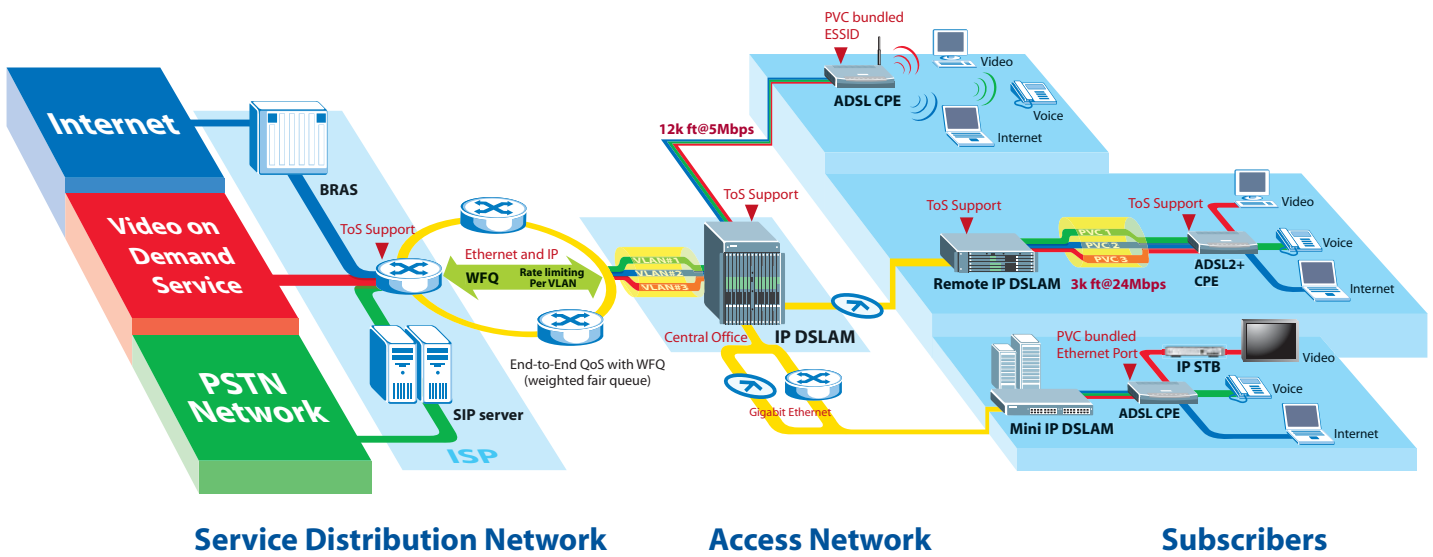 Internet
Video on
Demand
Service
PSTN
Network
BRAS
ToS Support
SIP server
ISP
Ethernet and IP
WFQ
Rate limiting
Per VLAN
End-to-End QoS with WFQ
(weighted fair queue)
VLAN#1
VLAN#2
VLAN#3
12k ft@5Mbps
ToS Support
Central Office
IP DSLAM
Gigabit Ethernet
PVC bundled
ESSID
ADSL CPE
Video
Voice
Internet
ToS Support
Remote IP DSLAM
PVC 1
PVC 2
PVC 3
3k ft@24Mbps
ToS Support
ADSL2+
CPE
Video
Voice
Internet
Mini IP DSLAM
PVC bundled
Ethernet Port
ADSL CPE
IP STB
Video
Voice
Internet
Service Distribution Network
Access Network
Subscribers